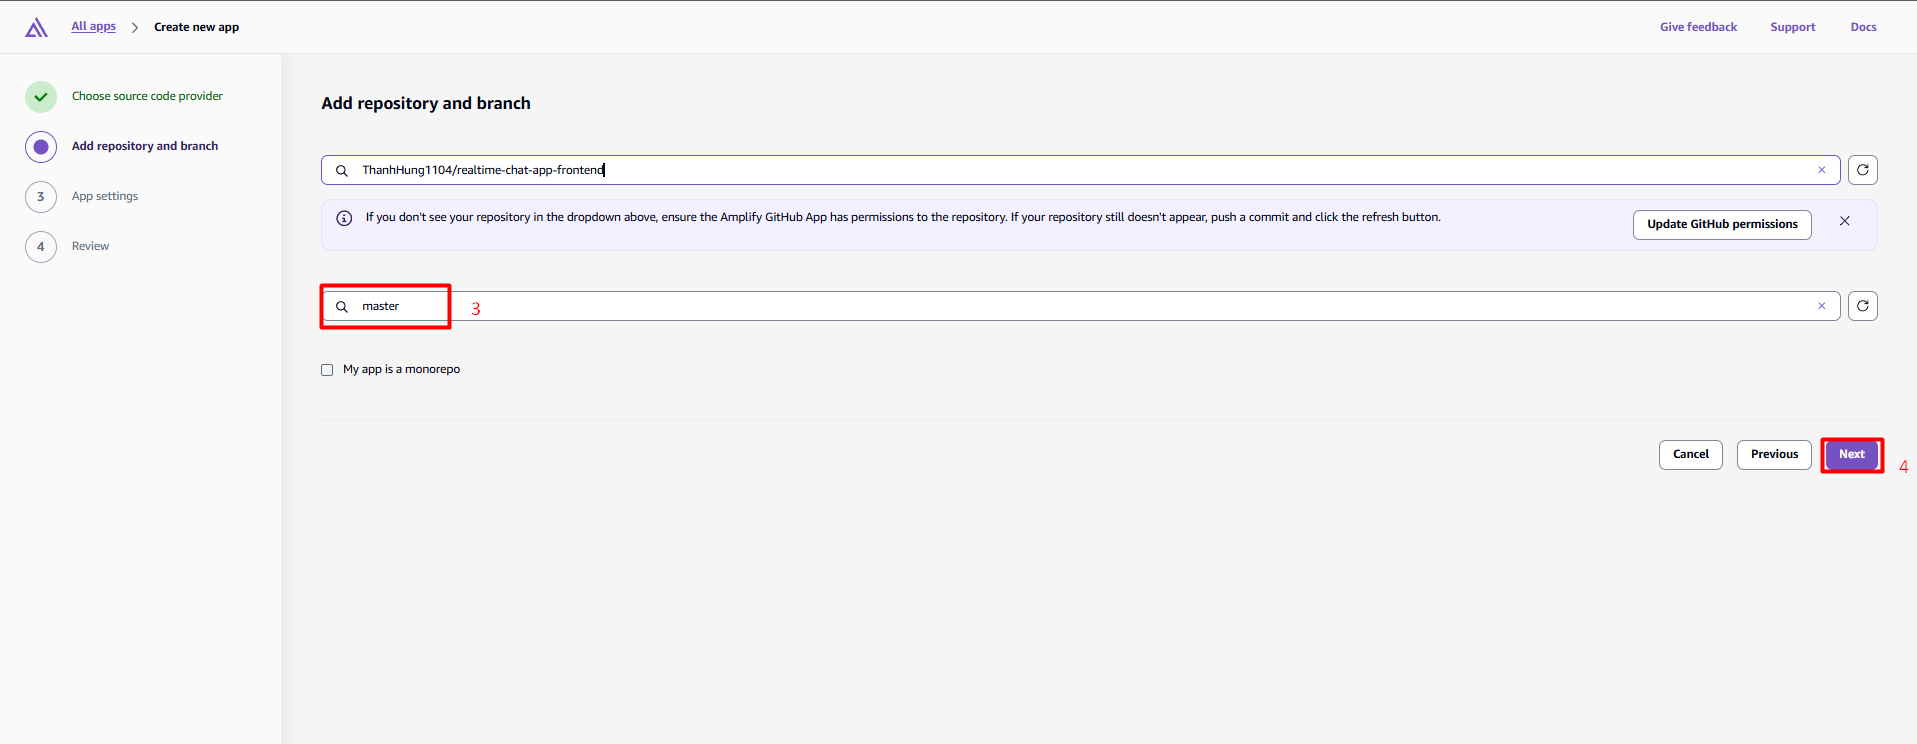 All apps
Create new app
Give feedback
Support
Docs
Choose source code provider
Add repository and branch
3
App settings
4
Review
Add repository and branch
ThanhHung1104/realtime-chat-app-frontend
If you don't see your repository in the dropdown above, ensure the Amplify GitHub App has permissions to the repository. If your repository still doesn't appear, push a commit and click the refresh button.
Update GitHub permissions
master
3
My app is a monorepo
Cancel
Previous
Next
4